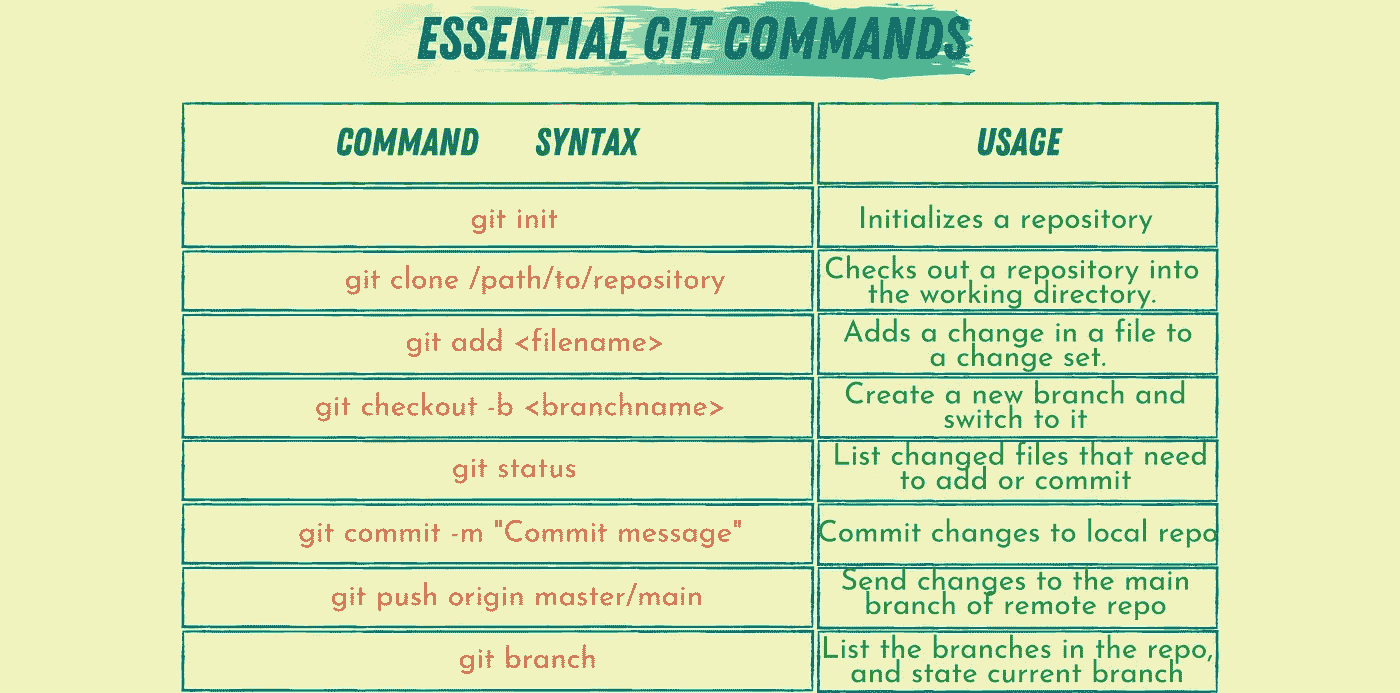 ESSENTIAL GIT COMMANDS
COMMAND SYNTAX
USAGE
git init
Initializes a repository
git clone /path/to/repository
Checks out a repository into
the working directory.
git add <filename>
Adds a change in a file to
a change set.
git checkout -b <branchname>
Create a new branch and
switch to it
git status
List changed files that need
to add or commit
git commit -m "Commit message"
Commit changes to local repo
git push origin master/main
Send changes to the main
branch of remote repo
git branch
List the branches in the repo,
and state current branch